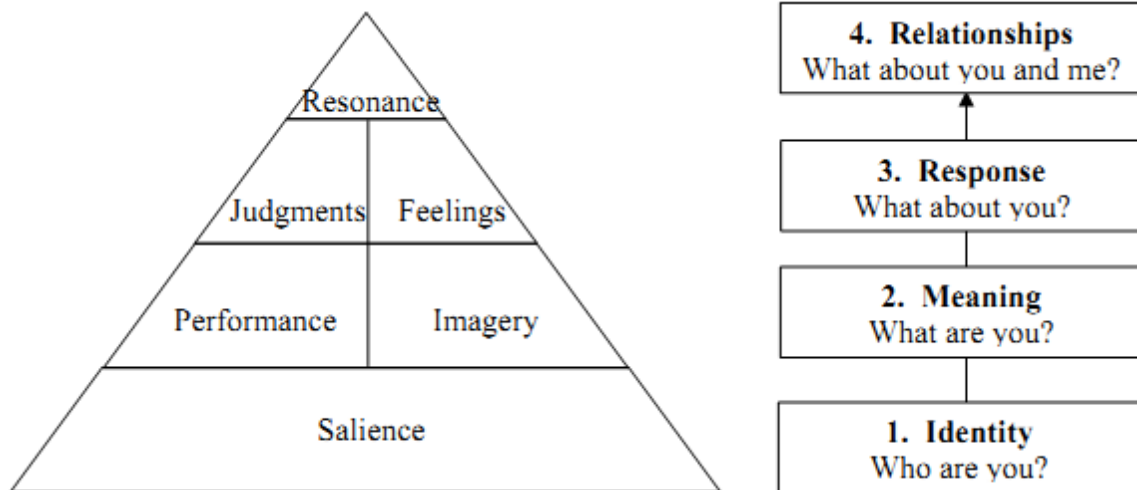 Resonance
Judgments
Feelings
Performance
Imagery
Salience
4. Relationships
What about you and me?
3. Response
What about you?
2. Meaning
What are you?
1. Identity
Who are you?